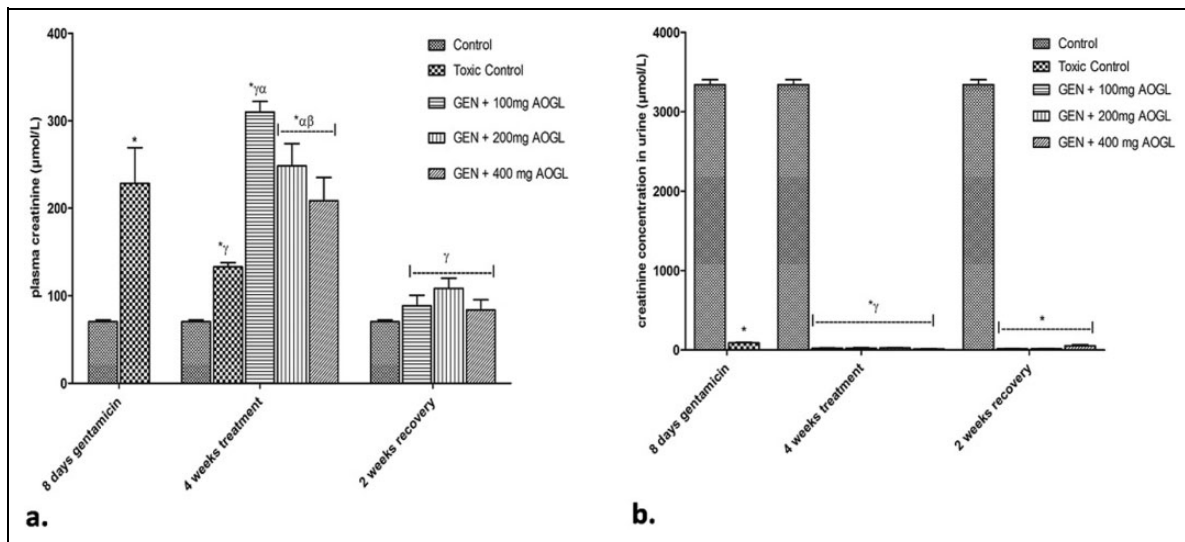 plasma creatinine (µmol/L)
400
300
200
100
0
*
*γ
*γα
*αβ
γ
Control
Toxic Control
GEN + 100mg AOGL
GEN + 200mg AOGL
GEN + 400 mg AOGL
8 days gentamicin
4 weeks treatment
2 weeks recovery
a.
creatinine concentration in urine (µmol/L)
4000
3000
2000
1000
0
*
*γ
*
Control
Toxic Control
GEN + 100mg AOGL
GEN + 200mg AOGL
GEN + 400 mg AOGL
8 days gentamicin
4 weeks treatment
2 weeks recovery
b.